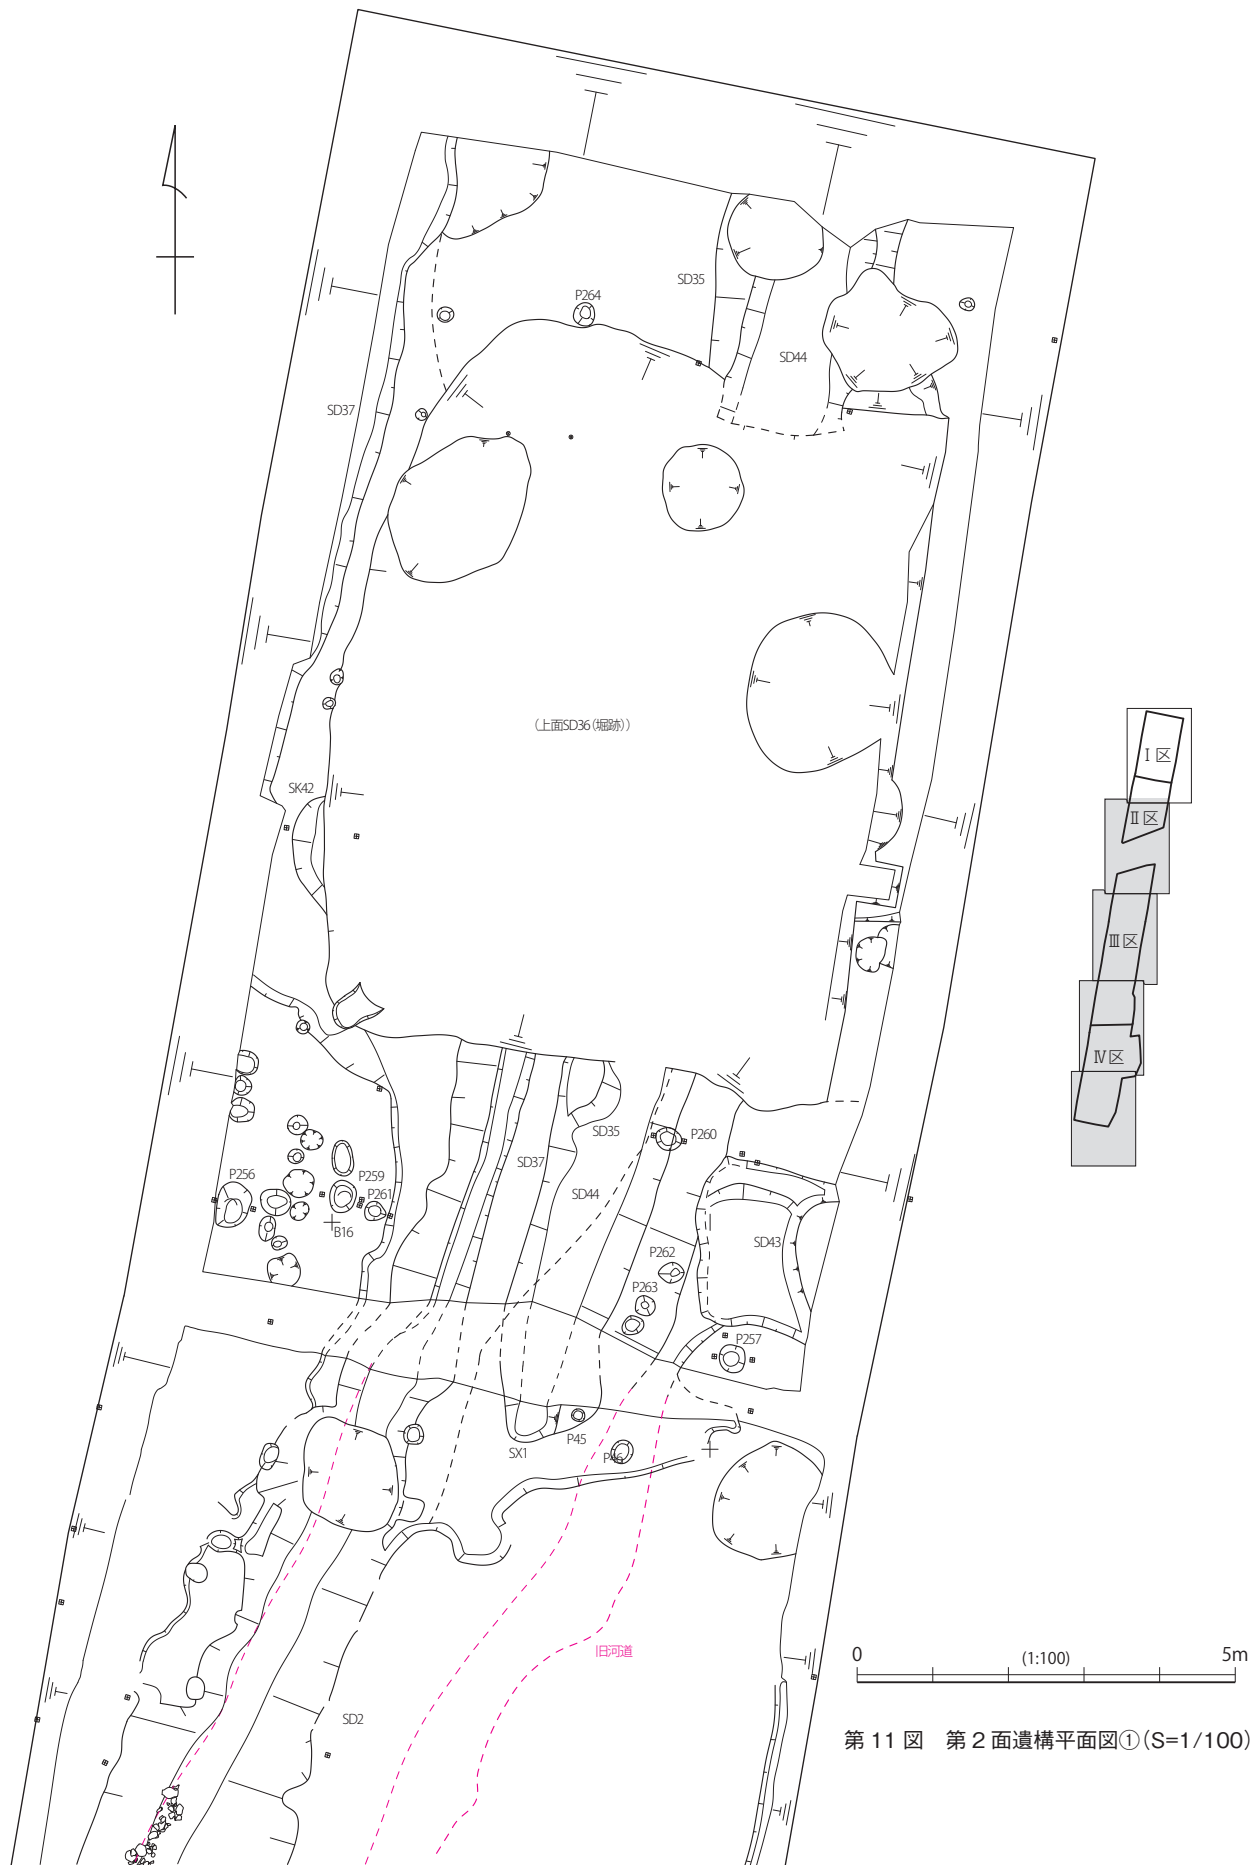 P264
SD35
SD44
SD37
(上面SD36(堀跡))
SK42
Ⅰ区
Ⅱ区
Ⅲ区
Ⅳ区
SD35
P260
SD37
SD44
P256
P259
P261
B16
SD43
P262
P263
P257
SX1
P45
P46
旧河道
SD2
0
(1:100)
5m
第 11 図　第 2 面遺構平面図①(S=1/100)